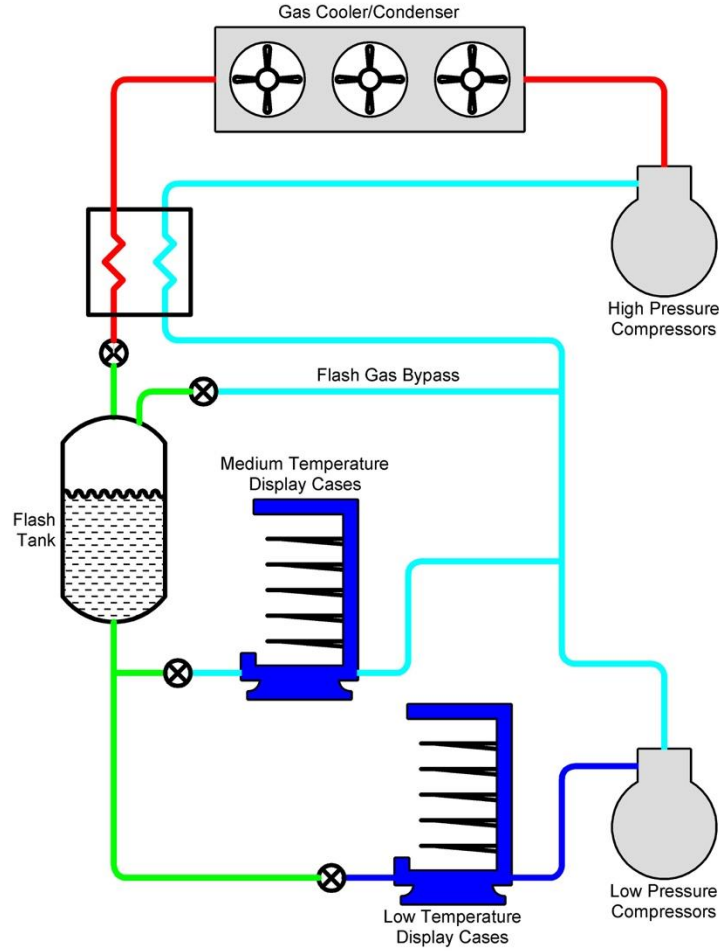 Gas Cooler/Condenser
High Pressure
Compressors
Flash Gas Bypass
Medium Temperature
Display Cases
Flash
Tank
Low Pressure
Compressors
Low Temperature
Display Cases